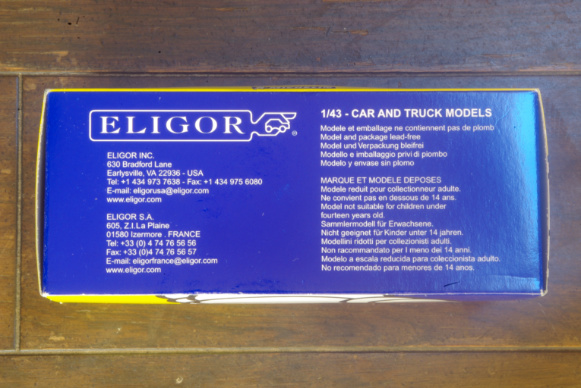 ELIGOR ®
ELIGOR INC.
630 Bradford Lane
Earlysville, VA 22936 - USA
Tel: +1 434 973 7638 - Fax: +1 434 975 6080
E-mail: eligorusa@eligor.com
www.eligor.com
ELIGOR S.A.
605, Z.I.La Plaine
01580 Izermore . FRANCE
Tel: +33 (0) 4 74 76 56 56
Fax: +33 (0)4 74 76 56 57
E-mail: eligorfrance@eligor.com
www.eligor.com
1/43 - CAR AND TRUCK MODELS
Modele et emballage ne contiennent pas de plomb
Model and package lead-free
Model und Verpackung bleifrei
Modello e imballaggio privi di piombo
Modelo y envase sin plomo
MARQUE ET MODELE DEPOSES
Modele reduit pour collectionneur adulte.
Ne convient pas en dessous de 14 ans.
Model not suitable for children under
fourteen years old.
Sammlermodell für Erwachsene.
Nicht geeignet für Kinder unter 14 jahren.
Modellini ridotti per collezionisti adulti.
Non raccommandato per i meno dei 14 anni.
Modelo a escala reducida para coleccionista adulto.
No recomendado para menores de 14 anos.